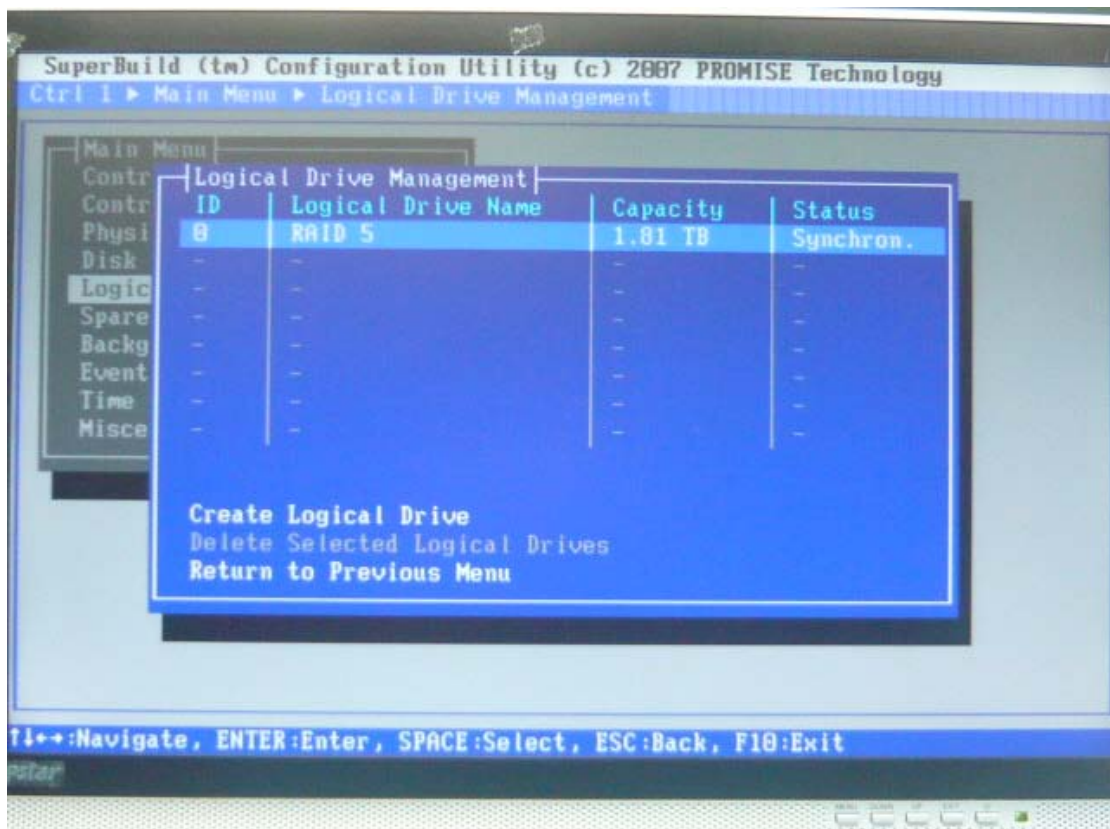 SuperBuild (tm) Configuration Utility (c) 2007 PROMISE Technology
Ctrl 1 ► Main Menu ► Logical Drive Management
Main Menu
Contr
Contr
Physi
Disk
Logic
Spare
Backg
Event
Time
Misce
Logical Drive Management
ID Logical Drive Name Capacity Status
0 RAID 5 1.81 TB Synchron.
- - - -
- - - -
- - - -
- - - -
- - - -
- - - -
- - - -
Create Logical Drive
Delete Selected Logical Drives
Return to Previous Menu
↑↓←→:Navigate, ENTER:Enter, SPACE:Select, ESC:Back, F10:Exit